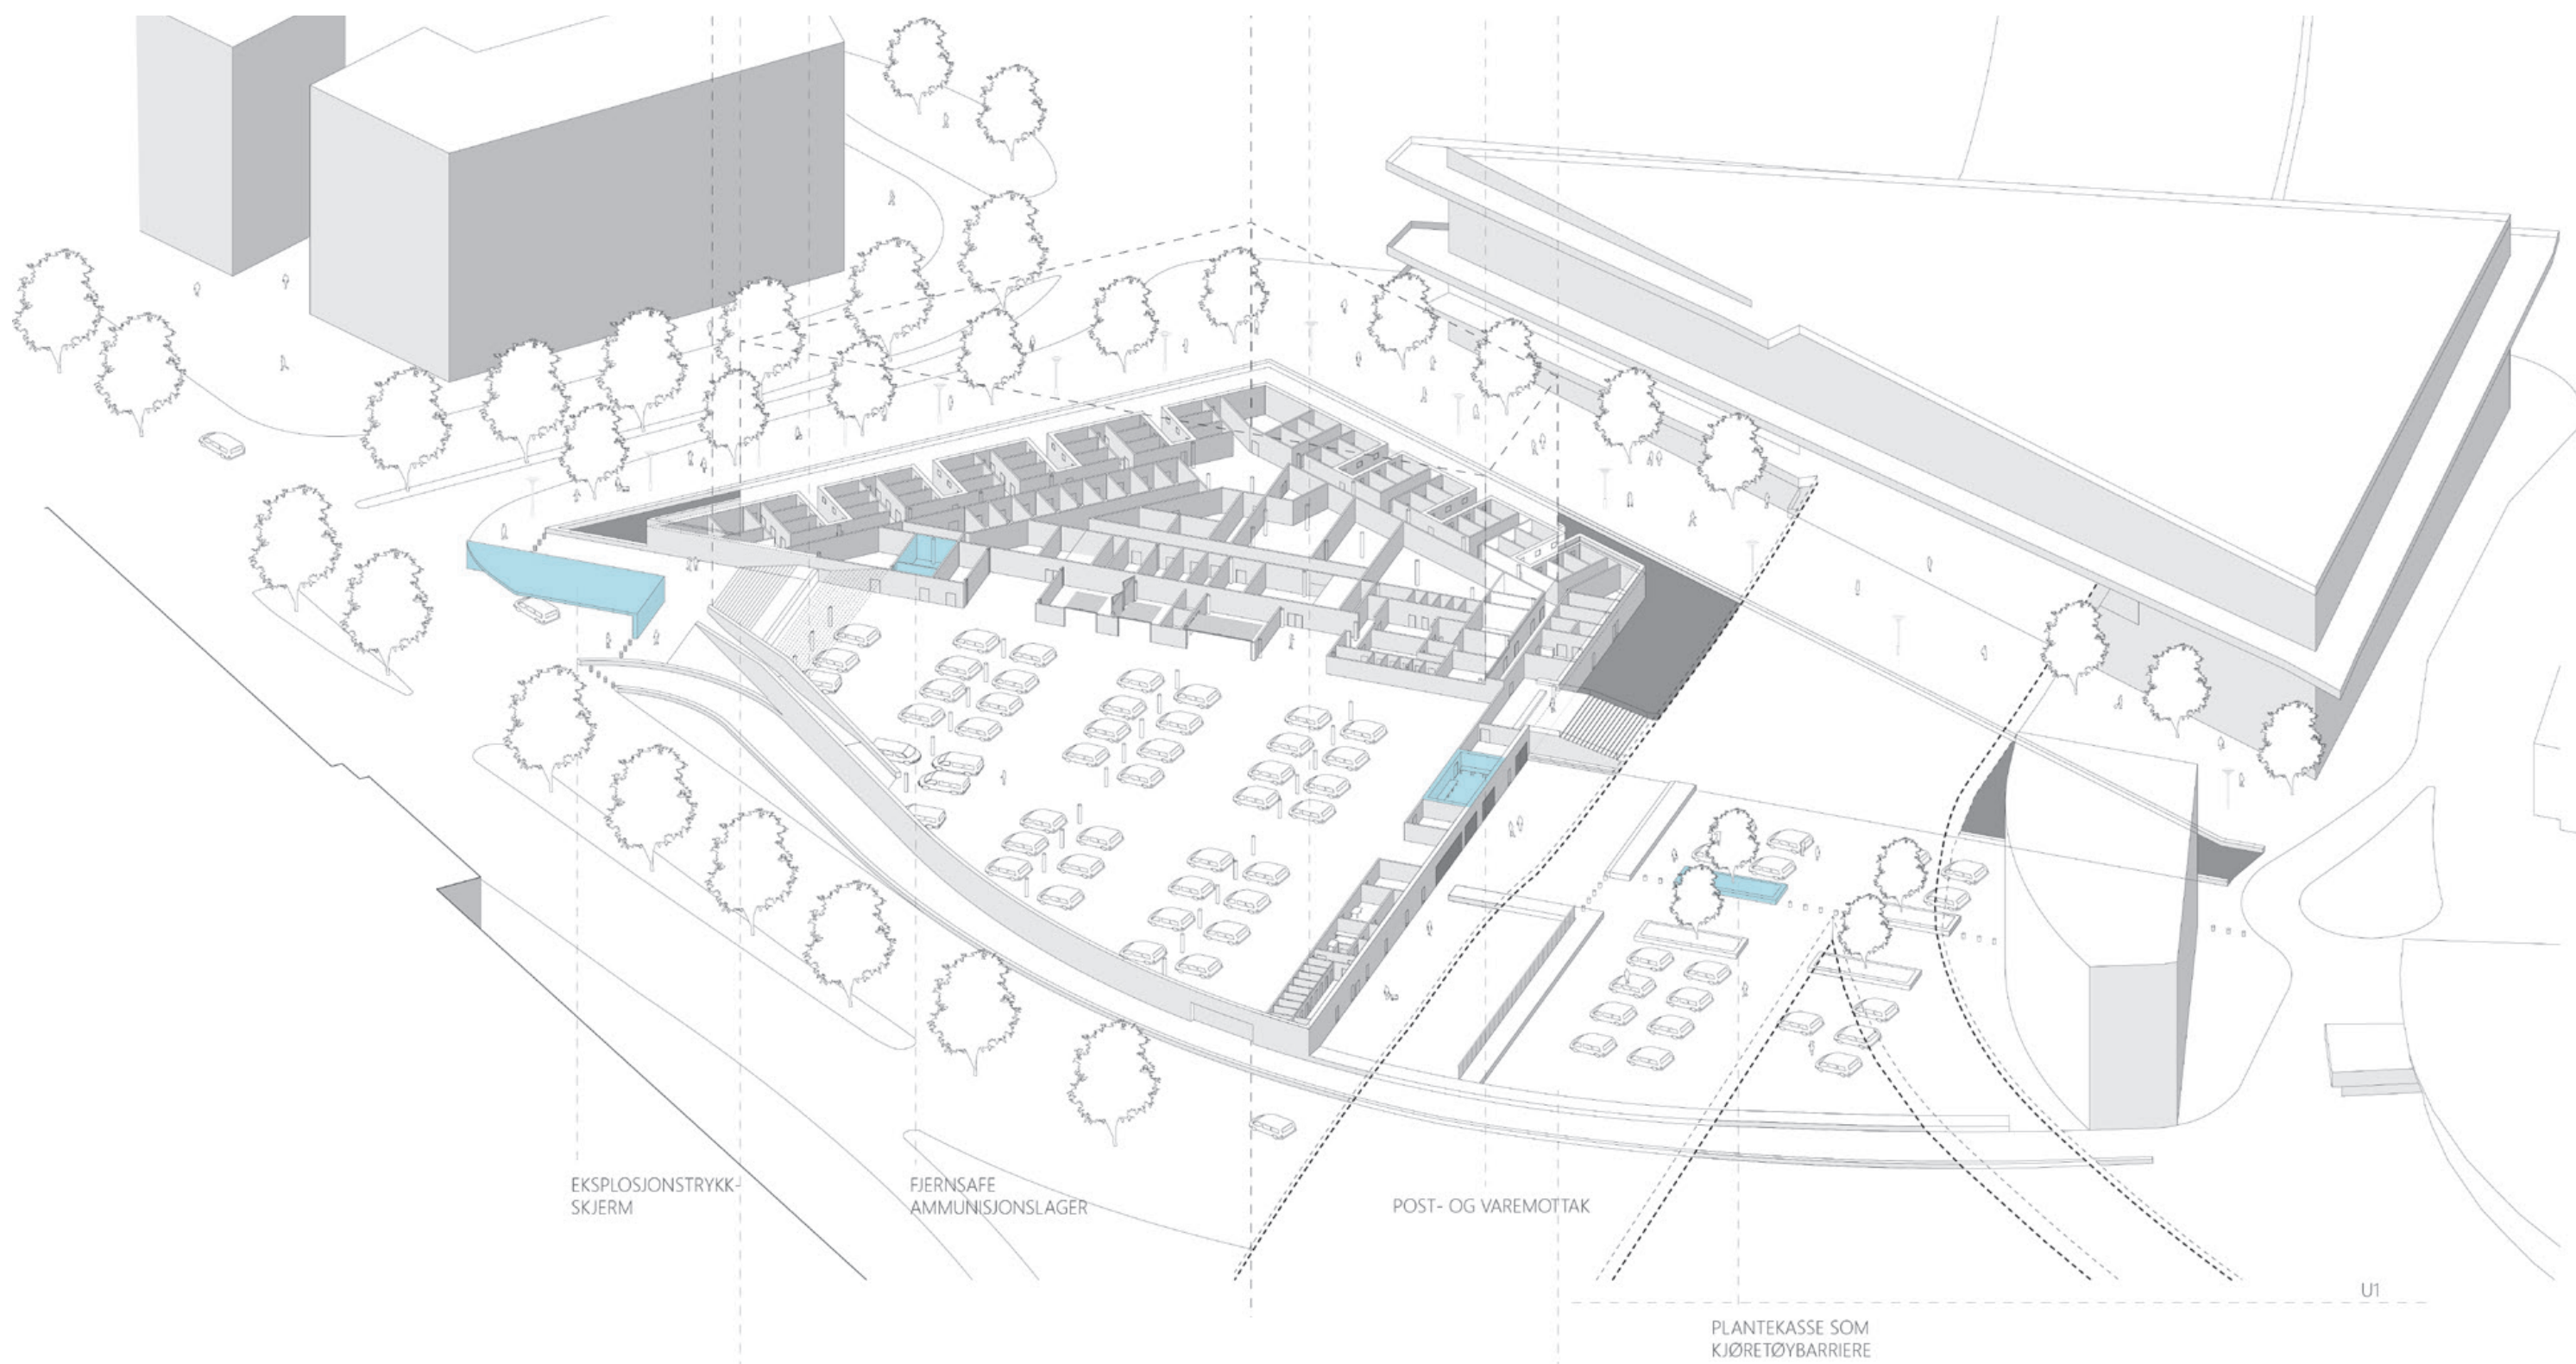 EKSPLOSJONSTRYKK-
SKJERM
FJERNSAFE
AMMUNISJONSLAGER
POST- OG VAREMOTTAK
U1
PLANTEKASSE SOM
KJØRETØYBARRIERE